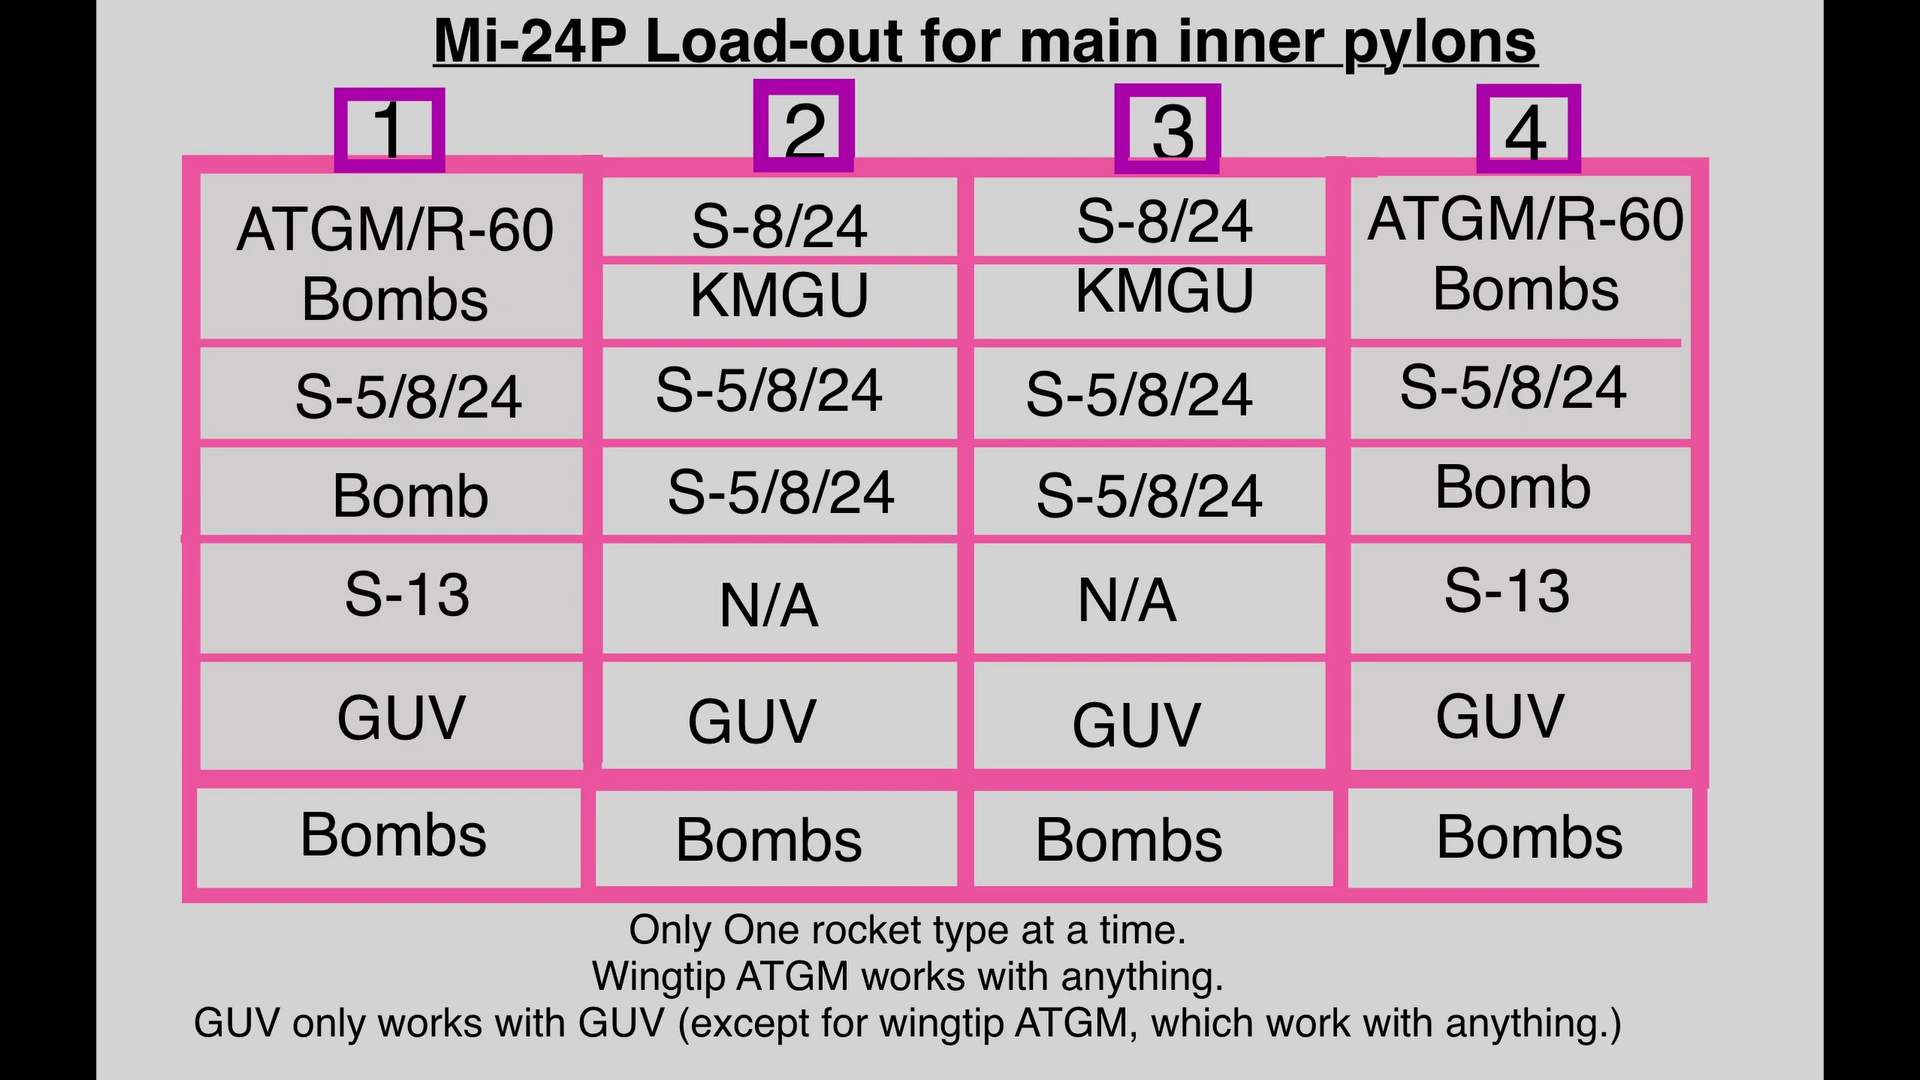 Mi-24P Load-out for main inner pylons
1 2 3 4
ATGM/R-60 S-8/24 S-8/24 ATGM/R-60
Bombs KMGU KMGU Bombs
S-5/8/24 S-5/8/24 S-5/8/24 S-5/8/24
Bomb S-5/8/24 S-5/8/24 Bomb
S-13 N/A N/A S-13
GUV GUV GUV GUV
Bombs Bombs Bombs Bombs
Only One rocket type at a time.
Wingtip ATGM works with anything.
GUV only works with GUV (except for wingtip ATGM, which work with anything.)